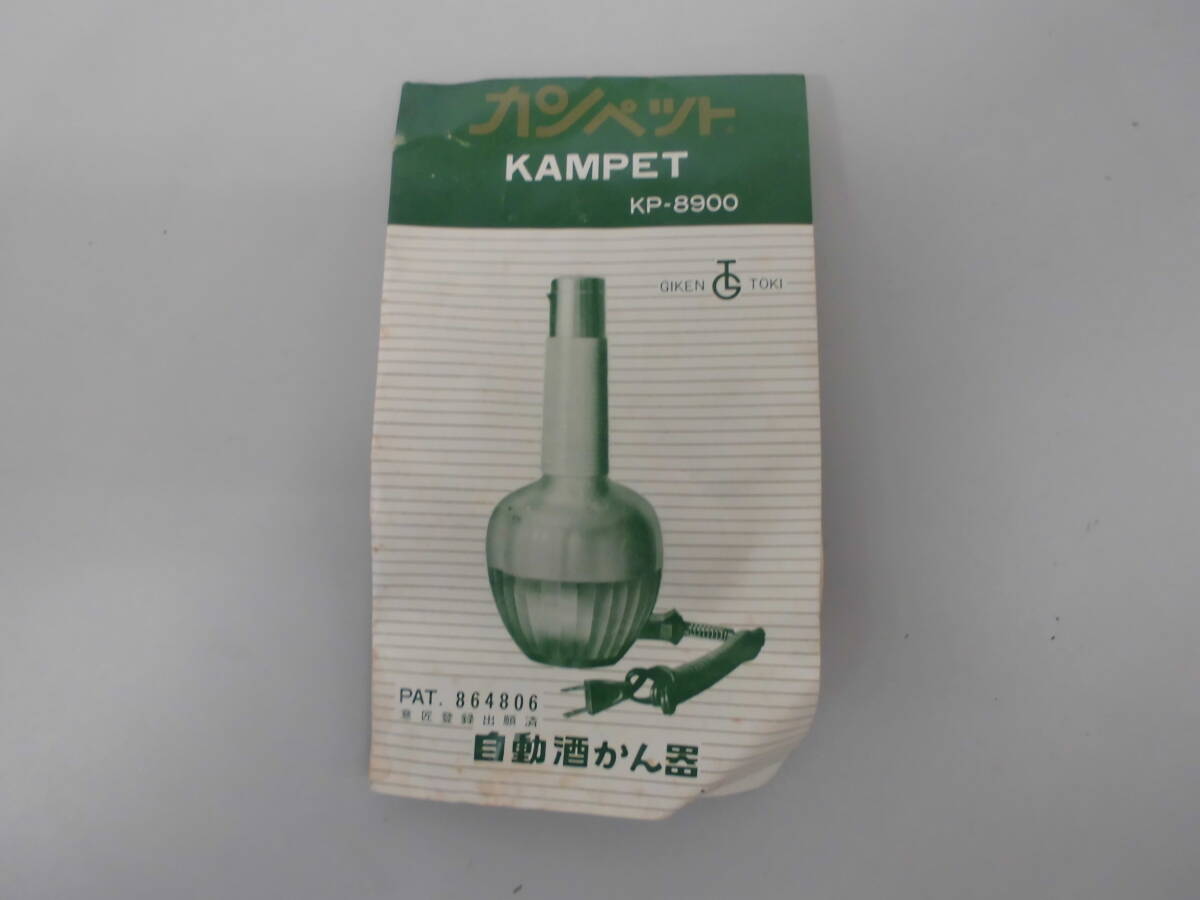 カンペット
KAMPET
KP-8900
GIKEN TOKI
PAT. 864806
意匠登録出願済
自動酒かん器